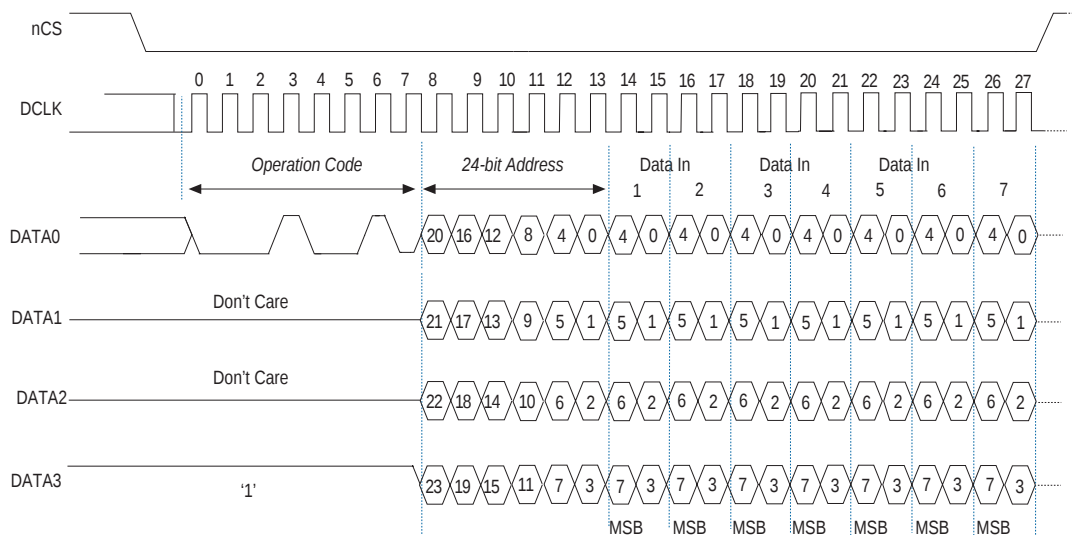 nCS
0 1 2 3 4 5 6 7 8 9 10 11 12 13 14 15 16 17 18 19 20 21 22 23 24 25 26 27
DCLK
Operation Code 24-bit Address Data In Data In Data In
1 2 3 4 5 6 7
DATA0 20 16 12 8 4 0 4 0 4 0 4 0 4 0 4 0 4 0 4 0
Don't Care
DATA1 21 17 13 9 5 1 5 1 5 1 5 1 5 1 5 1 5 1 5 1
Don't Care
DATA2 22 18 14 10 6 2 6 2 6 2 6 2 6 2 6 2 6 2 6 2
DATA3 '1' 23 19 15 11 7 3 7 3 7 3 7 3 7 3 7 3 7 3 7 3
MSB MSB MSB MSB MSB MSB MSB